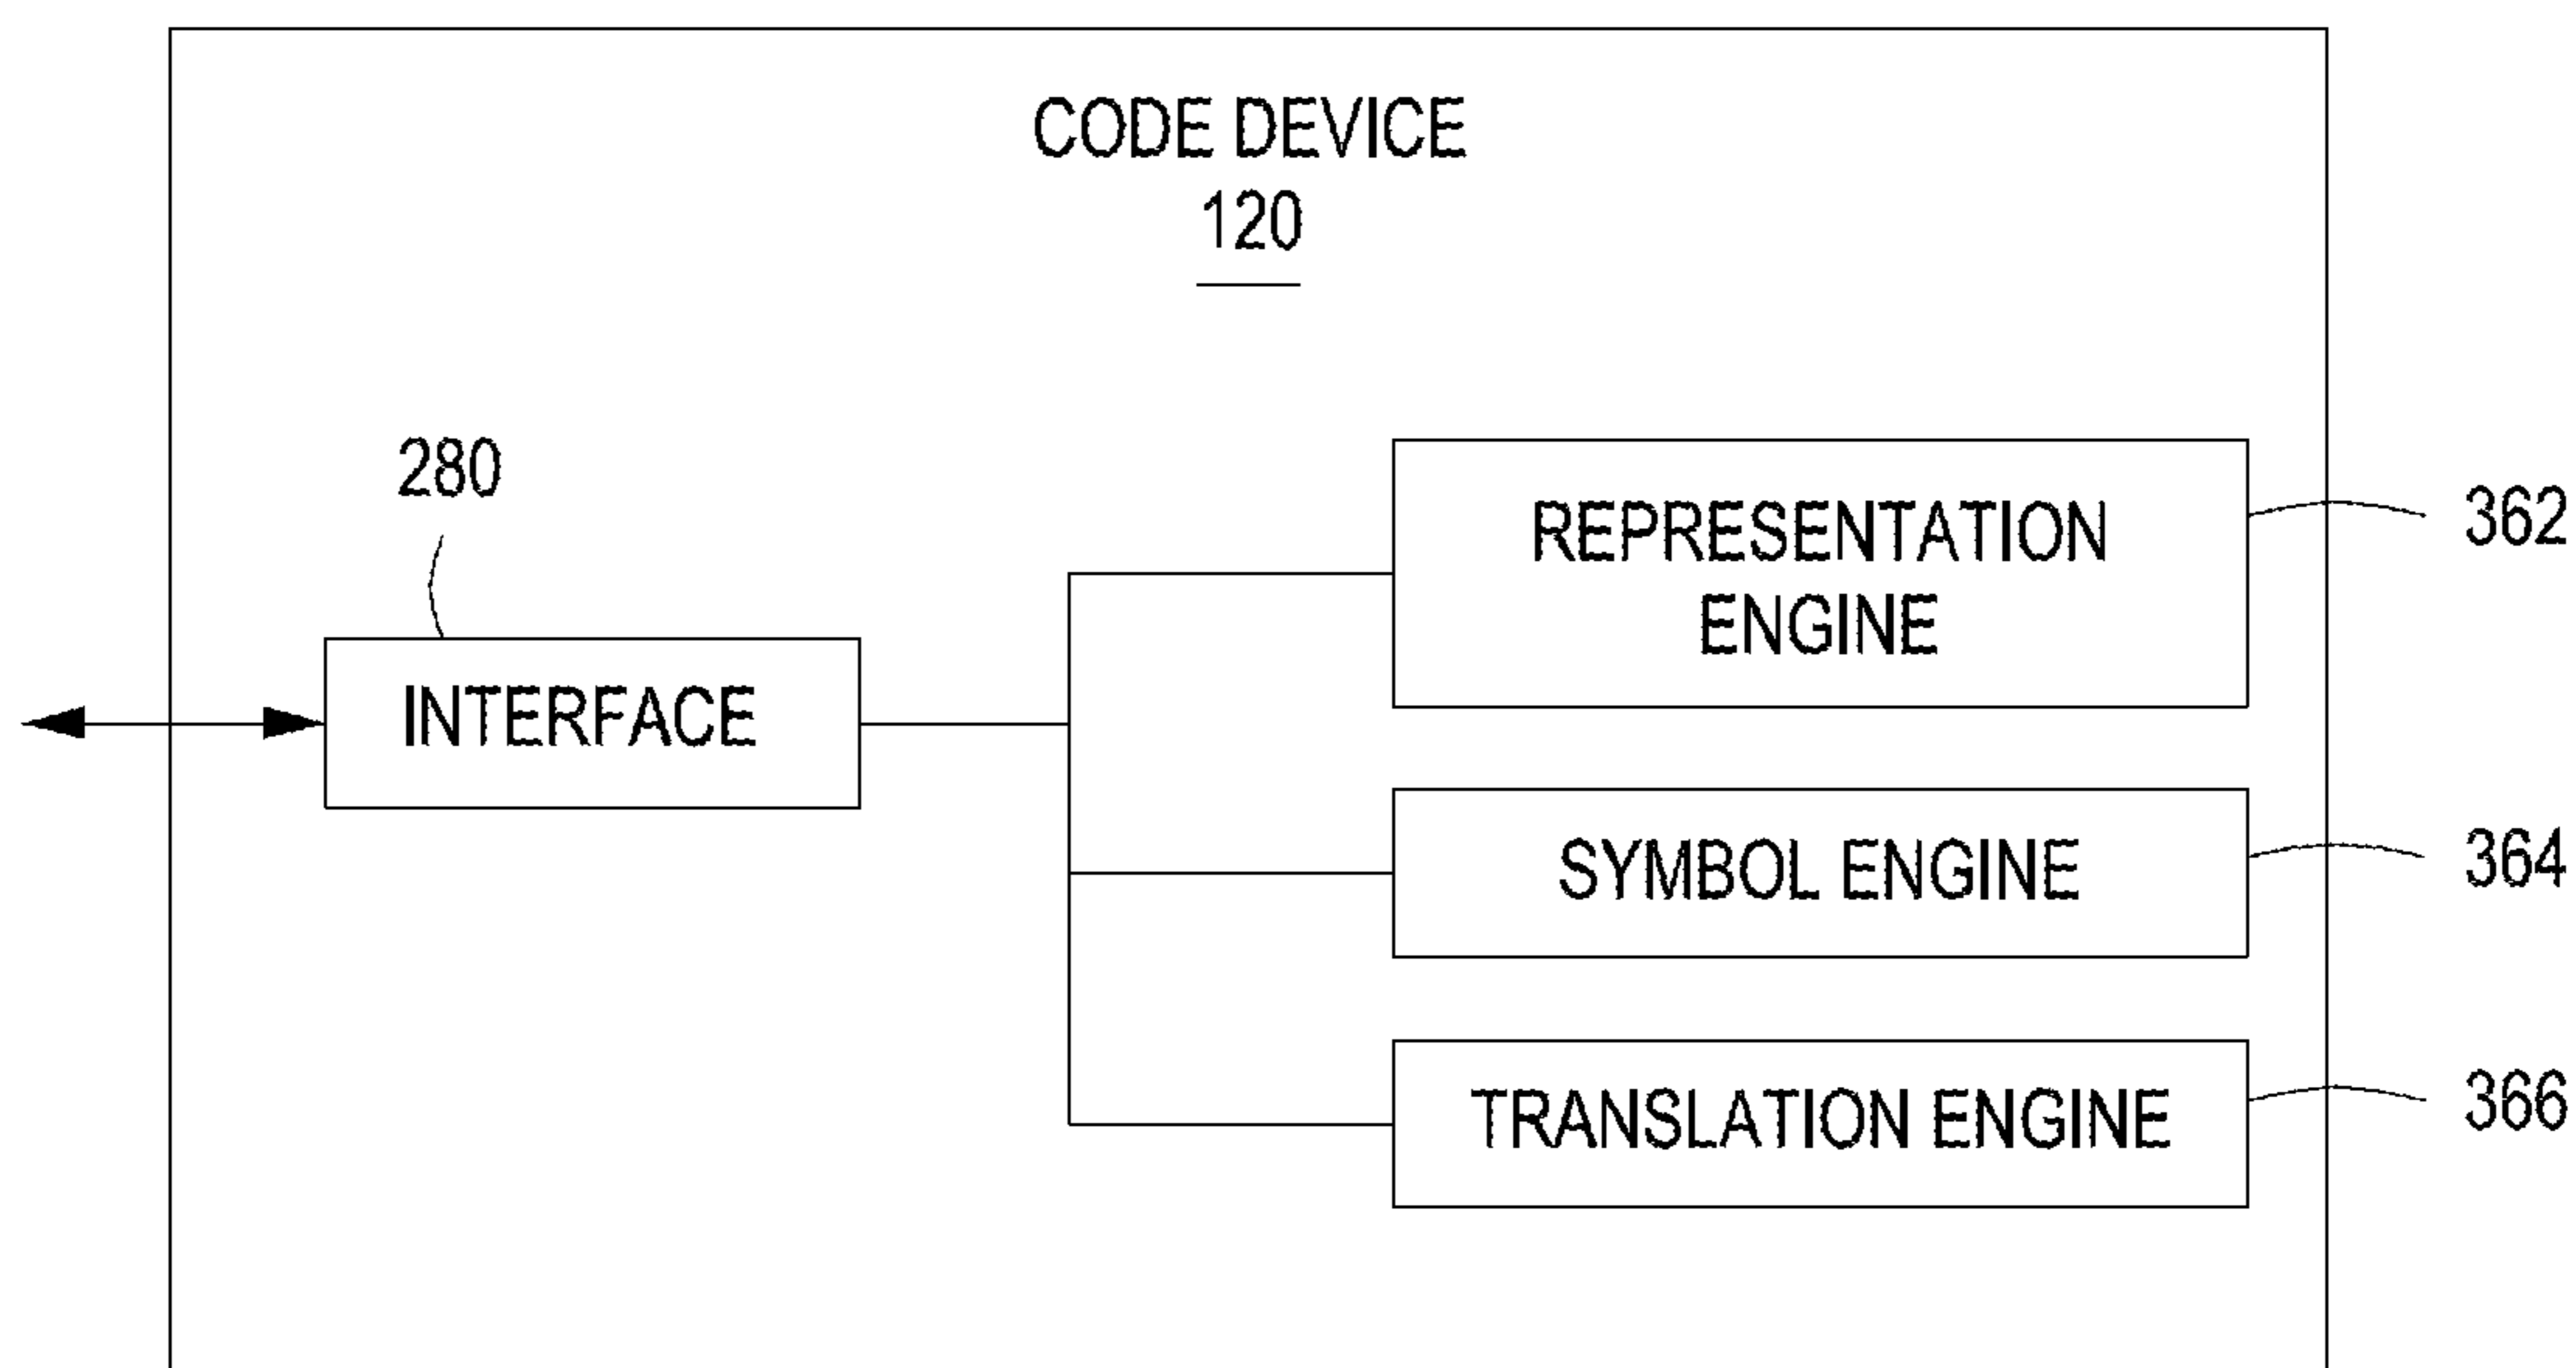 CODE DEVICE
120
280
INTERFACE
REPRESENTATION
ENGINE
362
SYMBOL ENGINE
364
TRANSLATION ENGINE
366